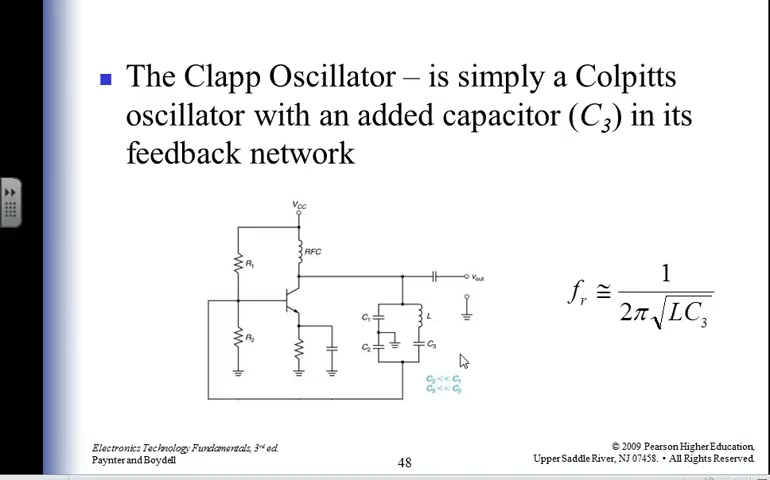 The Clapp Oscillator – is simply a Colpitts
oscillator with an added capacitor (C₃) in its
feedback network
VCC
RFC
R₁
vout
C₁
L
R₂
C₂
C₃
C₃ << C₁
C₃ << C₂
fᵣ ≅ 1 / 2π√LC₃
Electronics Technology Fundamentals, 3rd ed.
Paynter and Boydell
48
© 2009 Pearson Higher Education,
Upper Saddle River, NJ 07458. • All Rights Reserved.